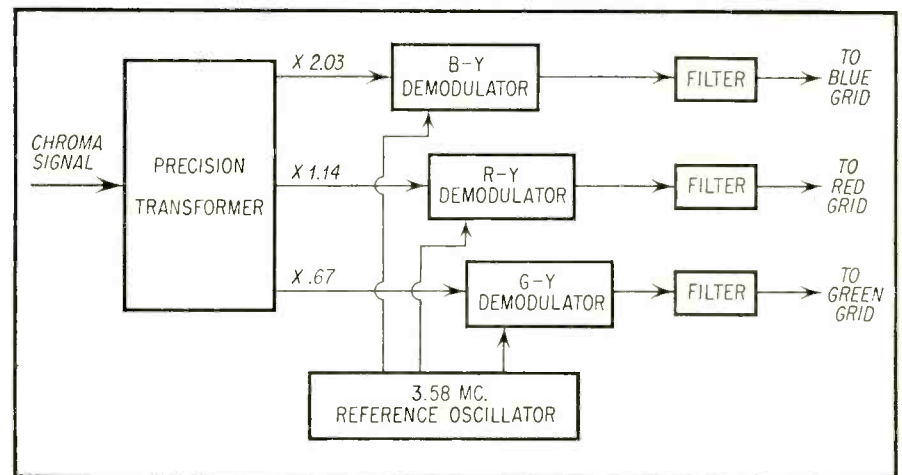 CHROMA
SIGNAL
PRECISION
TRANSFORMER
X 2.03
B-Y
DEMODULATOR
FILTER
TO
BLUE
GRID
X 1.14
R-Y
DEMODULATOR
FILTER
TO
RED
GRID
X .67
G-Y
DEMODULATOR
FILTER
TO
GREEN
GRID
3.58 MC.
REFERENCE OSCILLATOR